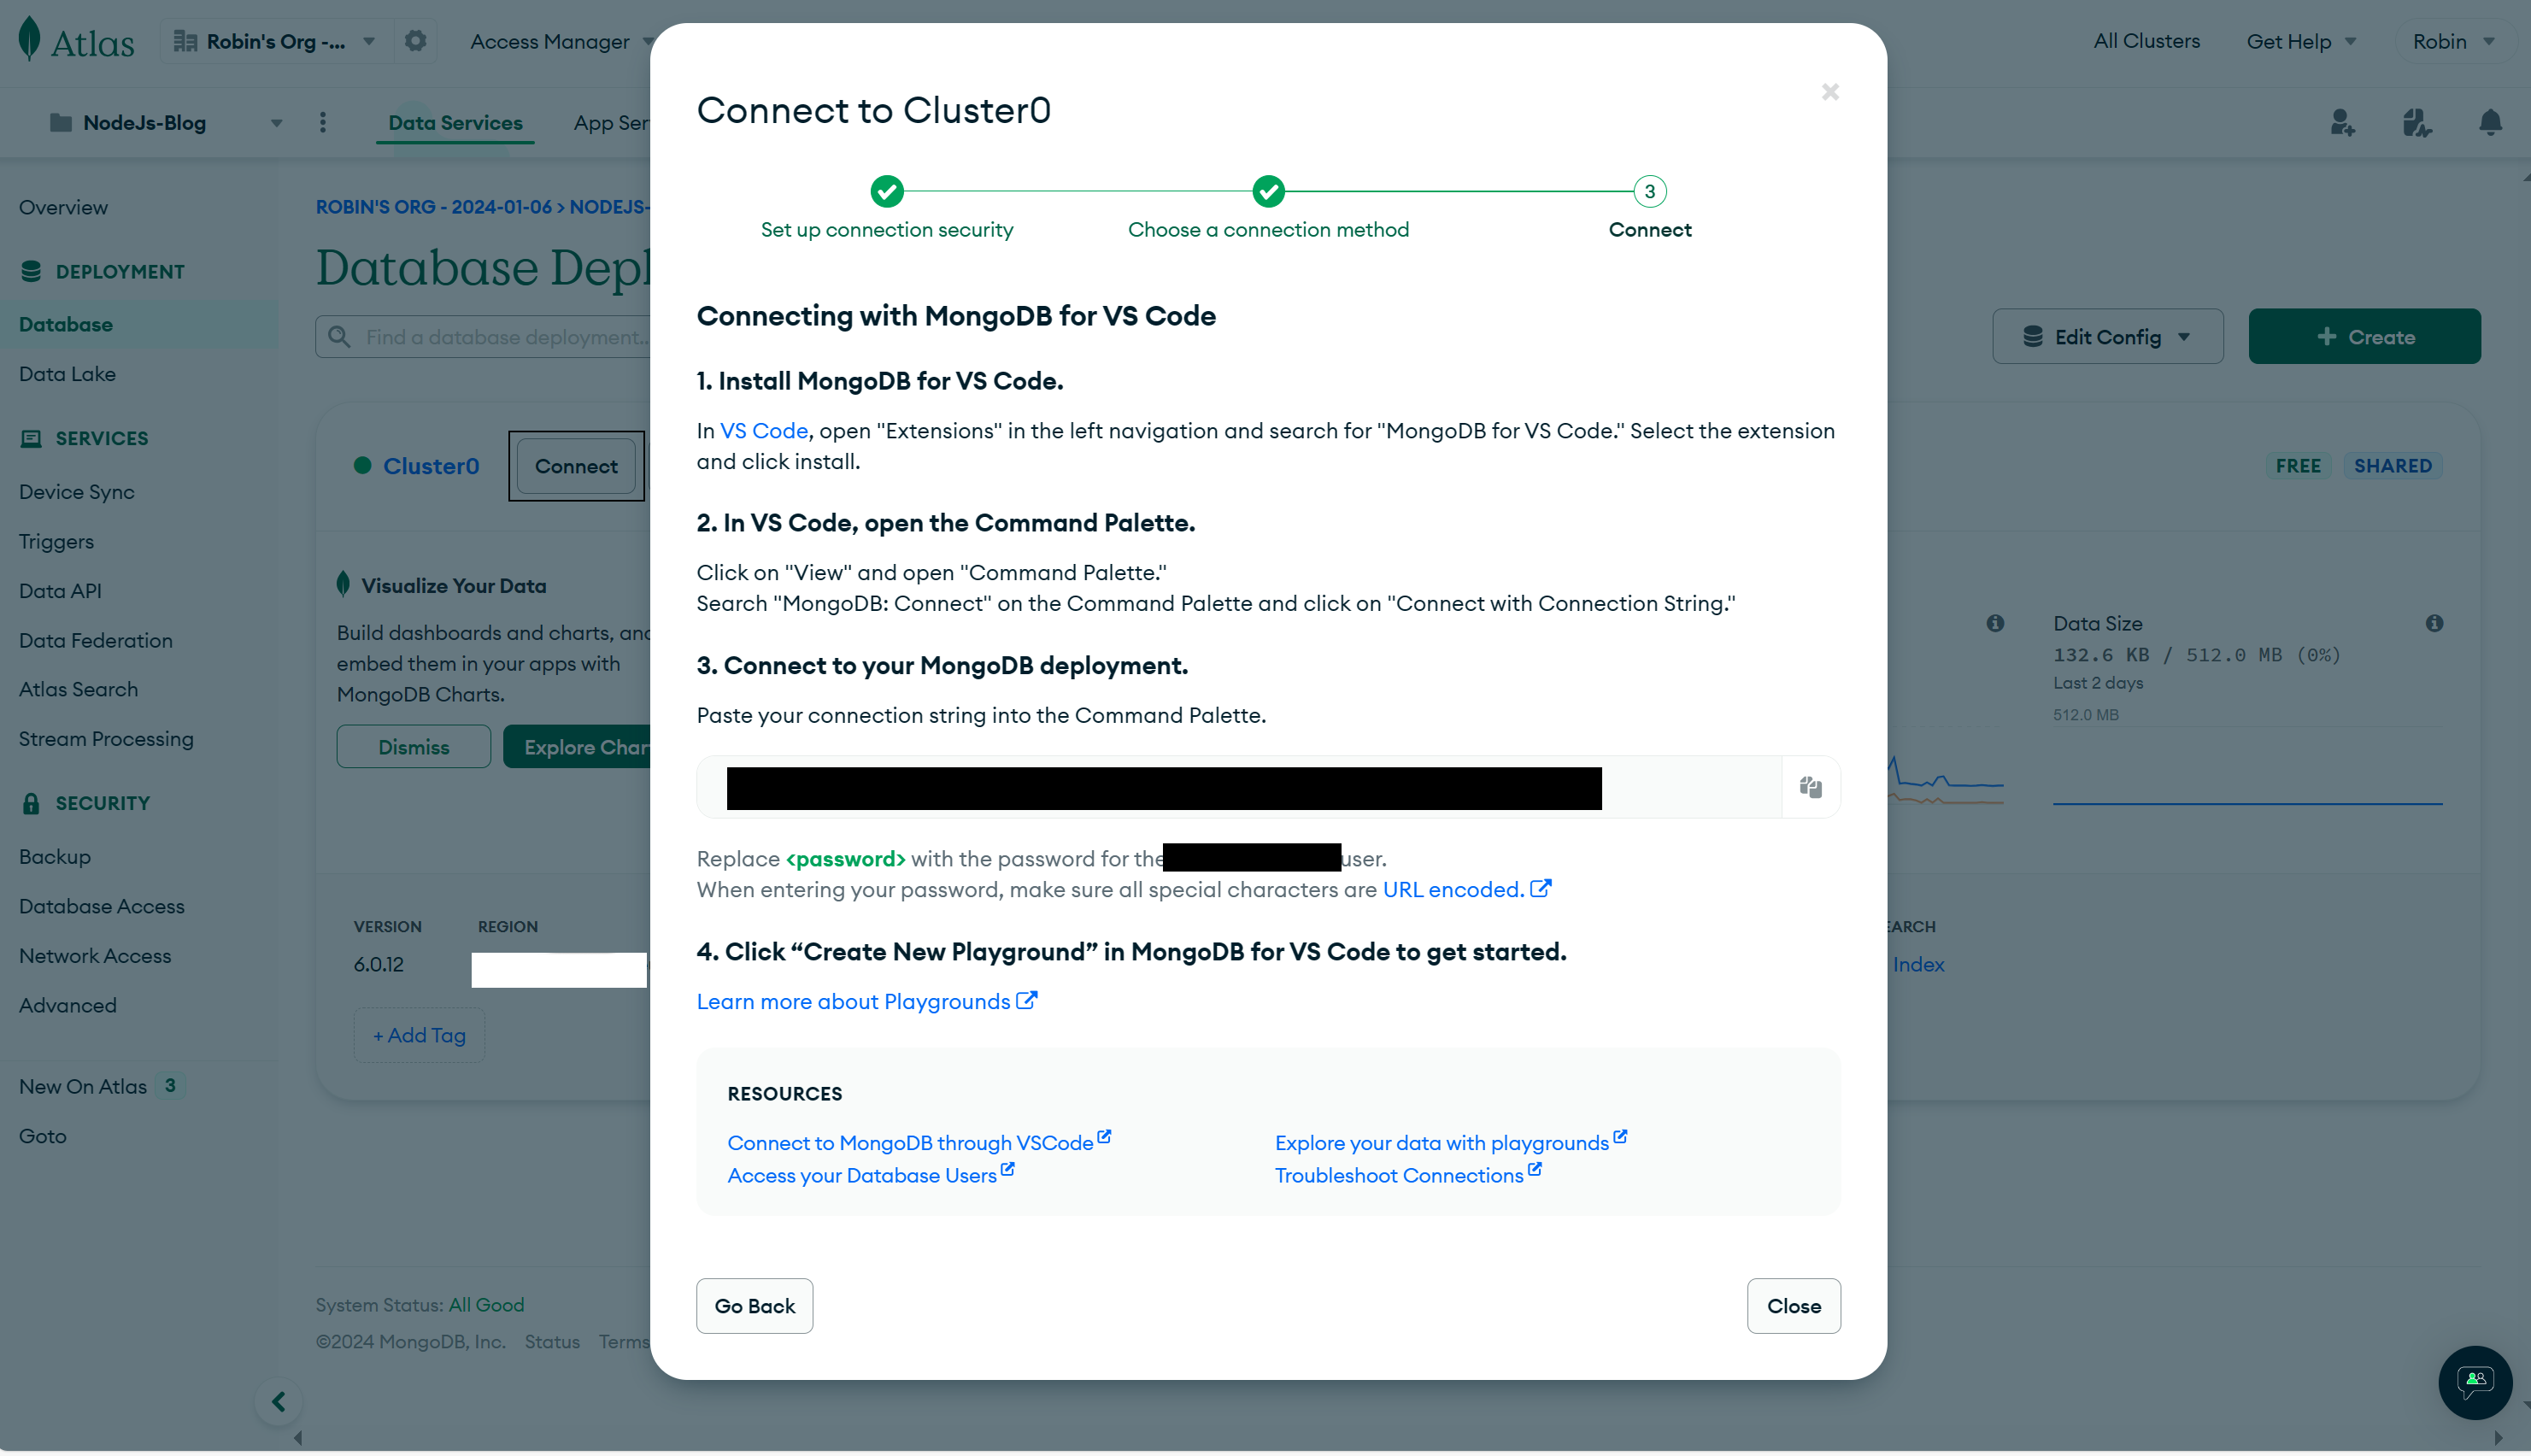 Atlas
Robin's Org -...
Access Manager
All Clusters
Get Help
Robin
NodeJs-Blog
Data Services
App Ser
Overview
DEPLOYMENT
Database
Data Lake
SERVICES
Device Sync
Triggers
Data API
Data Federation
Atlas Search
Stream Processing
SECURITY
Backup
Database Access
Network Access
Advanced
New On Atlas 3
Goto
ROBIN'S ORG - 2024-01-06 > NODEJS-
Database Depl
Find a database deployment...
Edit Config
+ Create
Cluster0
Connect
FREE
SHARED
Visualize Your Data
Build dashboards and charts, and
embed them in your apps with
MongoDB Charts.
Dismiss
Explore Char
Data Size
132.6 KB / 512.0 MB (0%)
Last 2 days
512.0 MB
VERSION
REGION
6.0.12
EARCH
Index
+ Add Tag
System Status: All Good
©2024 MongoDB, Inc. Status Terms
Connect to Cluster0
Set up connection security
Choose a connection method
3
Connect
Connecting with MongoDB for VS Code
1. Install MongoDB for VS Code.
In VS Code, open "Extensions" in the left navigation and search for "MongoDB for VS Code." Select the extension
and click install.
2. In VS Code, open the Command Palette.
Click on "View" and open "Command Palette."
Search "MongoDB: Connect" on the Command Palette and click on "Connect with Connection String."
3. Connect to your MongoDB deployment.
Paste your connection string into the Command Palette.
Replace <password> with the password for the user.
When entering your password, make sure all special characters are URL encoded.
4. Click “Create New Playground” in MongoDB for VS Code to get started.
Learn more about Playgrounds
RESOURCES
Connect to MongoDB through VSCode
Explore your data with playgrounds
Access your Database Users
Troubleshoot Connections
Go Back
Close